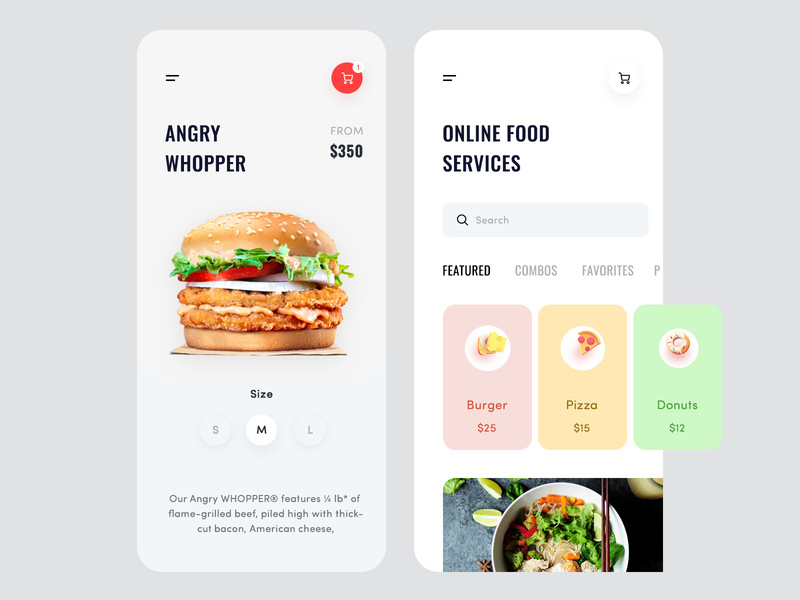 1
ANGRY
WHOPPER
FROM
$350
Size
S M L
Our Angry WHOPPER® features ¼ lb* of
flame-grilled beef, piled high with thick-
cut bacon, American cheese,
ONLINE FOOD
SERVICES
Search
FEATURED COMBOS FAVORITES P
Burger Pizza Donuts
$25 $15 $12